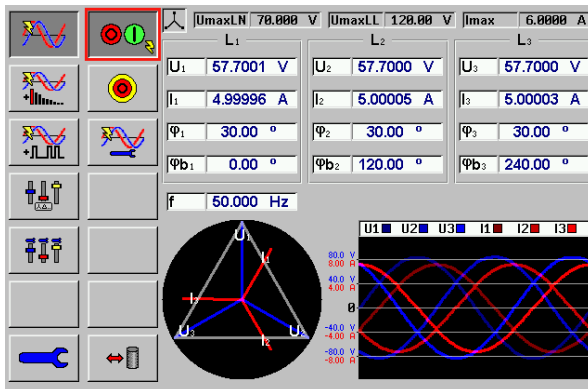 UmaxLN 70.000 V UmaxLL 120.00 V Imax 6.0000 A
L1 L2 L3
U1 57.7001 V U2 57.7000 V U3 57.7000 V
I1 4.99996 A I2 5.00005 A I3 5.00003 A
φ1 30.00 º φ2 30.00 º φ3 30.00 º
φb1 0.00 º φb2 120.00 º φb3 240.00 º
f 50.000 Hz
U1 U2 U3 I1 I2 I3
U1
I1
I3
U3
I2
U2
80.0 V
8.00 A
40.0 V
4.00 A
0
-40.0 V
-4.00 A
-80.0 V
-8.00 A